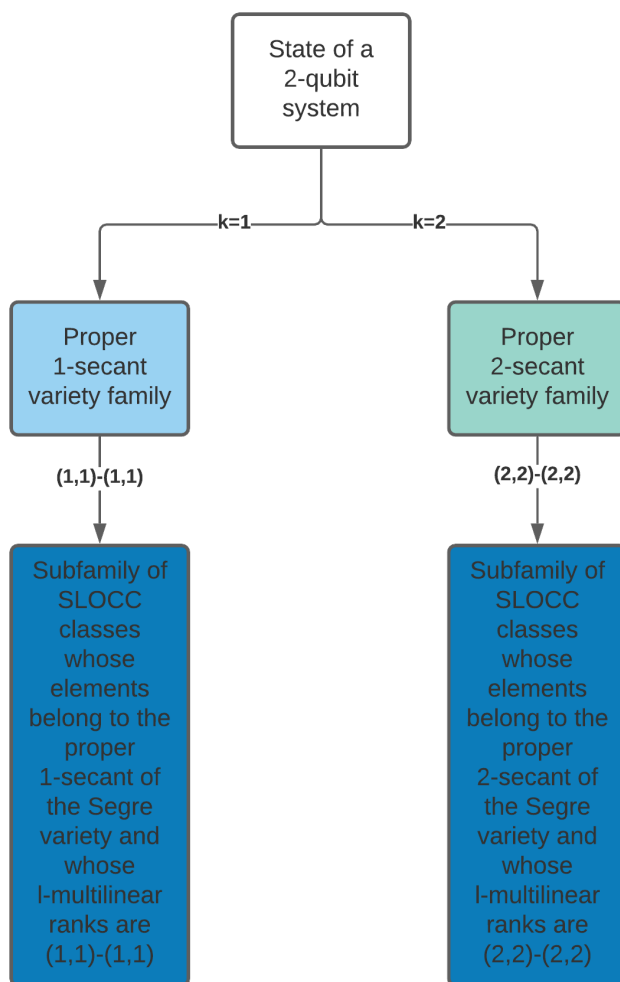 State of a
2-qubit
system
k=1
k=2
Proper
1-secant
variety family
Proper
2-secant
variety family
(1,1)-(1,1)
(2,2)-(2,2)
Subfamily of
SLOCC
classes
whose
elements
belong to the
proper
1-secant of
the Segre
variety and
whose
l-multilinear
ranks are
(1,1)-(1,1)
Subfamily of
SLOCC
classes
whose
elements
belong to the
proper
2-secant of
the Segre
variety and
whose
l-multilinear
ranks are
(2,2)-(2,2)